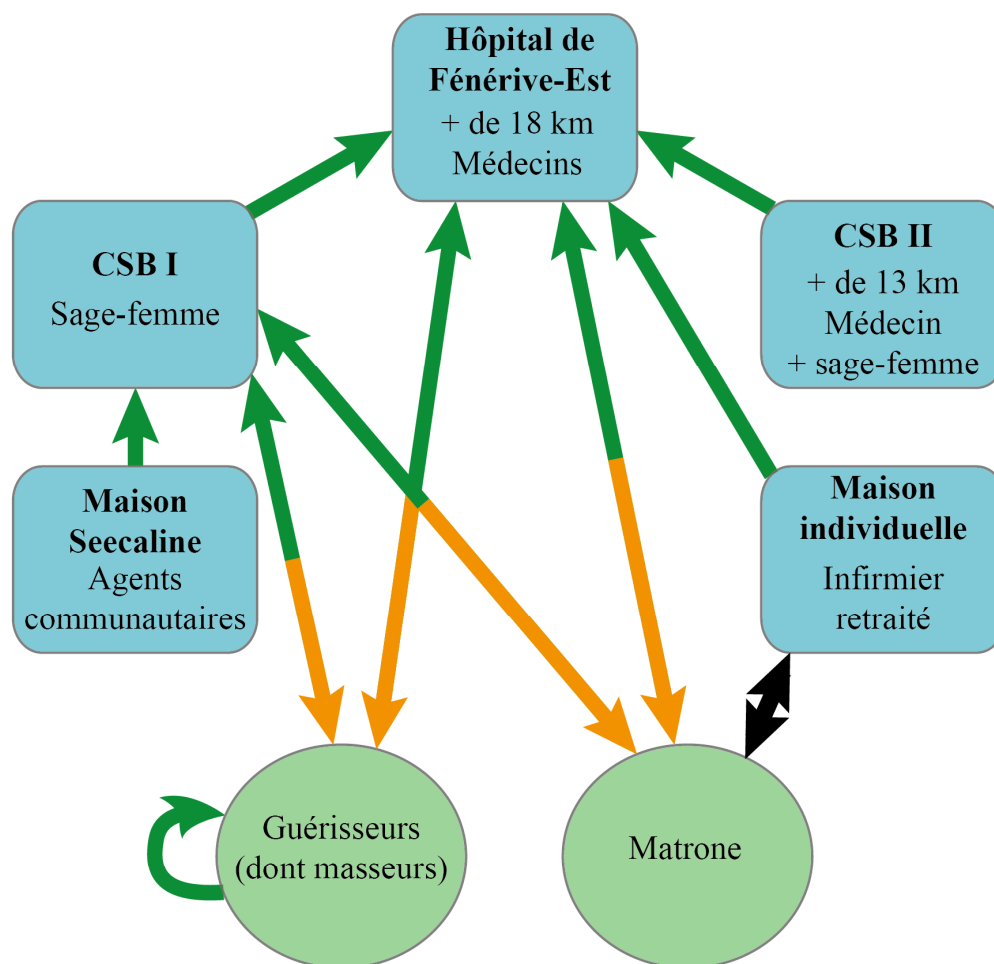 Hôpital de
Fénérive-Est
+ de 18 km
Médecins
CSB I
Sage-femme
CSB II
+ de 13 km
Médecin
+ sage-femme
Maison
Seecaline
Agents
communautaires
Maison
individuelle
Infirmier
retraité
Guérisseurs
(dont masseurs)
Matrone